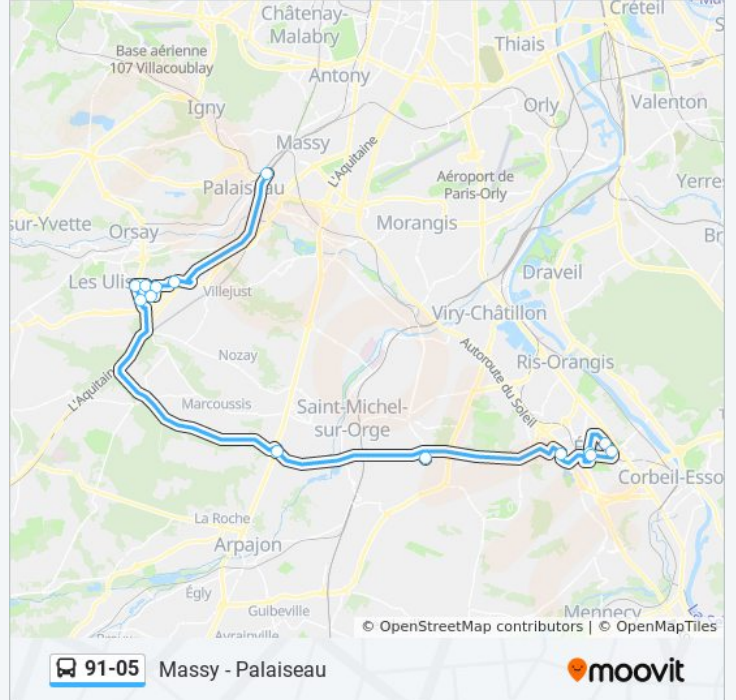 Châtenay-
Malabry
Créteil
Thiais
Base aérienne
107 Villacoublay
Antony
Igny
Orly
Valenton
Massy
L'Aquitaine
Aéroport de
Paris-Orly
Palaiseau
Yerres
sur-Yvette
Orsay
Morangis
Draveil
Les Ulis
Villejust
Viry-Châtillon
Nozay
Autoroute du Soleil
Ris-Orangis
L'Aquitain
Marcoussis
Saint-Michel-
sur-Orge
Corbeil-Esso
La Roche
Arpajon
Égly
Guibeville
Mennecy
Avrainville
© OpenStreetMap contributors | © OpenMapTiles
91-05 Massy - Palaiseau
moovit